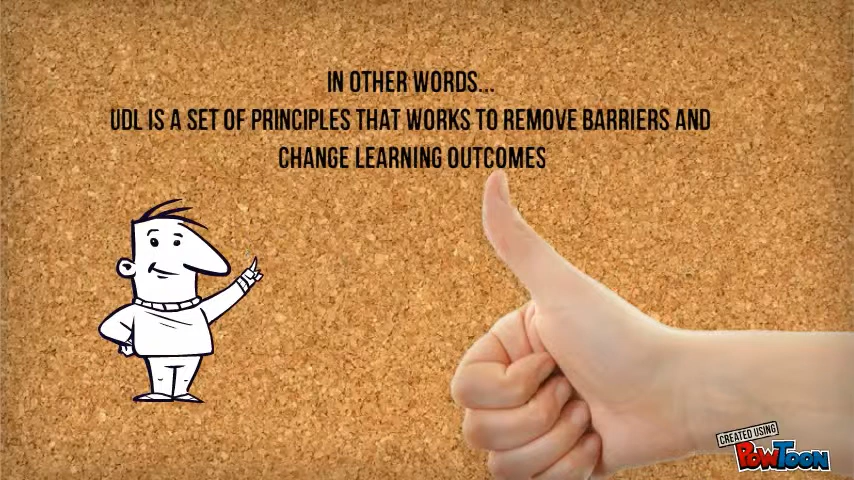 IN OTHER WORDS...
UDL IS A SET OF PRINCIPLES THAT WORKS TO REMOVE BARRIERS AND
CHANGE LEARNING OUTCOMES
CREATED USING
POWTOON